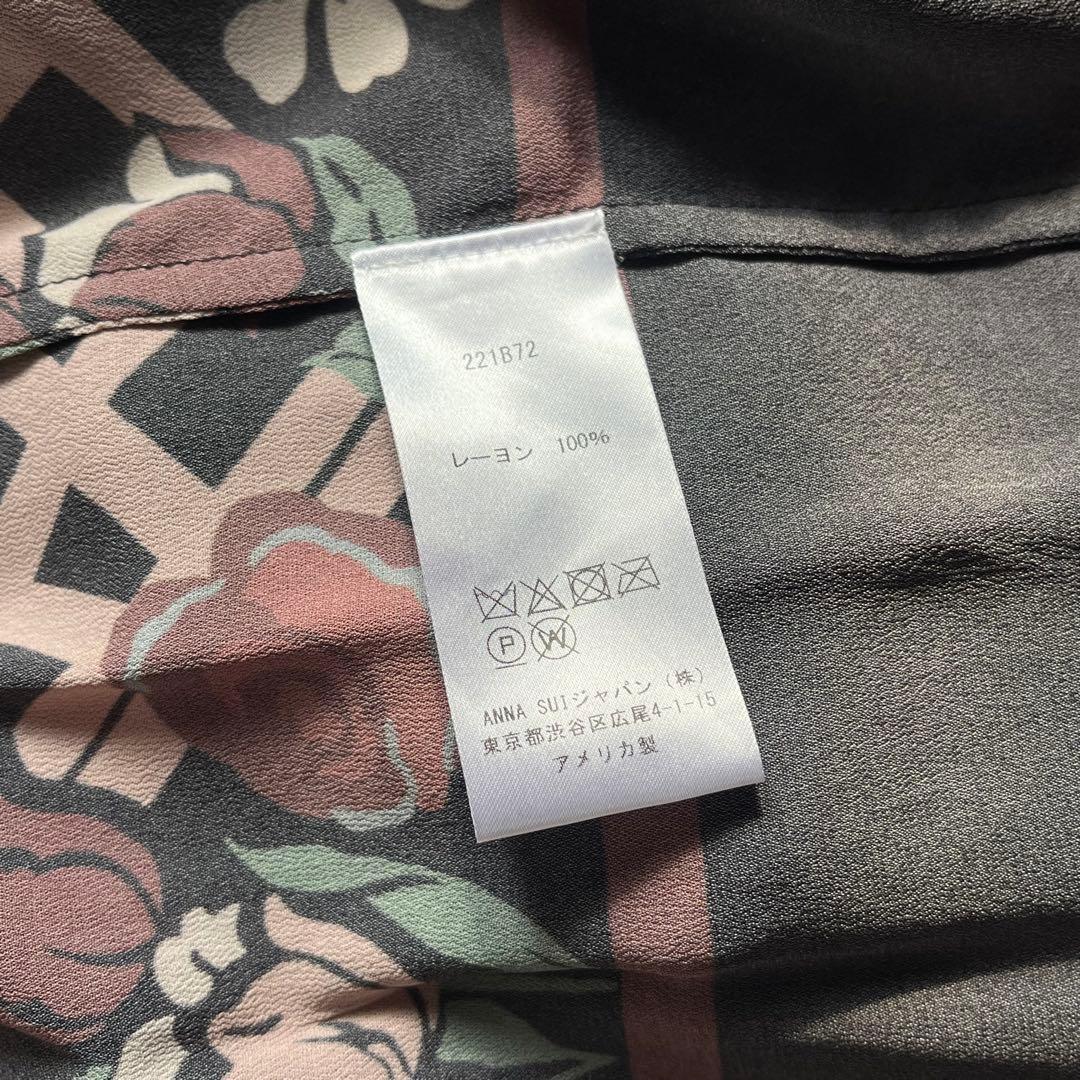 221B72
レーヨン 100%
P W
ANNA SUIジャパン（株）
東京都渋谷区広尾4-1-15
アメリカ製